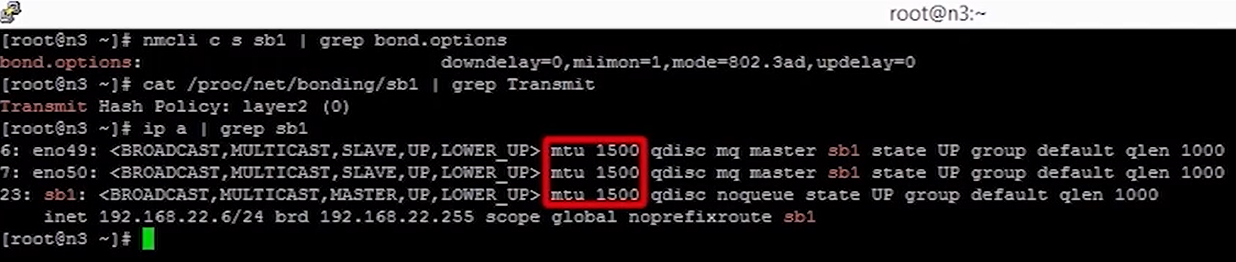 root@n3:~
[root@n3 ~]# nmcli c s sb1 | grep bond.options
bond.options:                           downdelay=0,miimon=1,mode=802.3ad,updelay=0
[root@n3 ~]# cat /proc/net/bonding/sb1 | grep Transmit
Transmit Hash Policy: layer2 (0)
[root@n3 ~]# ip a | grep sb1
6: eno49: <BROADCAST,MULTICAST,SLAVE,UP,LOWER_UP> mtu 1500 qdisc mq master sb1 state UP group default qlen 1000
7: eno50: <BROADCAST,MULTICAST,SLAVE,UP,LOWER_UP> mtu 1500 qdisc mq master sb1 state UP group default qlen 1000
23: sb1: <BROADCAST,MULTICAST,MASTER,UP,LOWER_UP> mtu 1500 qdisc noqueue state UP group default qlen 1000
    inet 192.168.22.6/24 brd 192.168.22.255 scope global noprefixroute sb1
[root@n3 ~]#